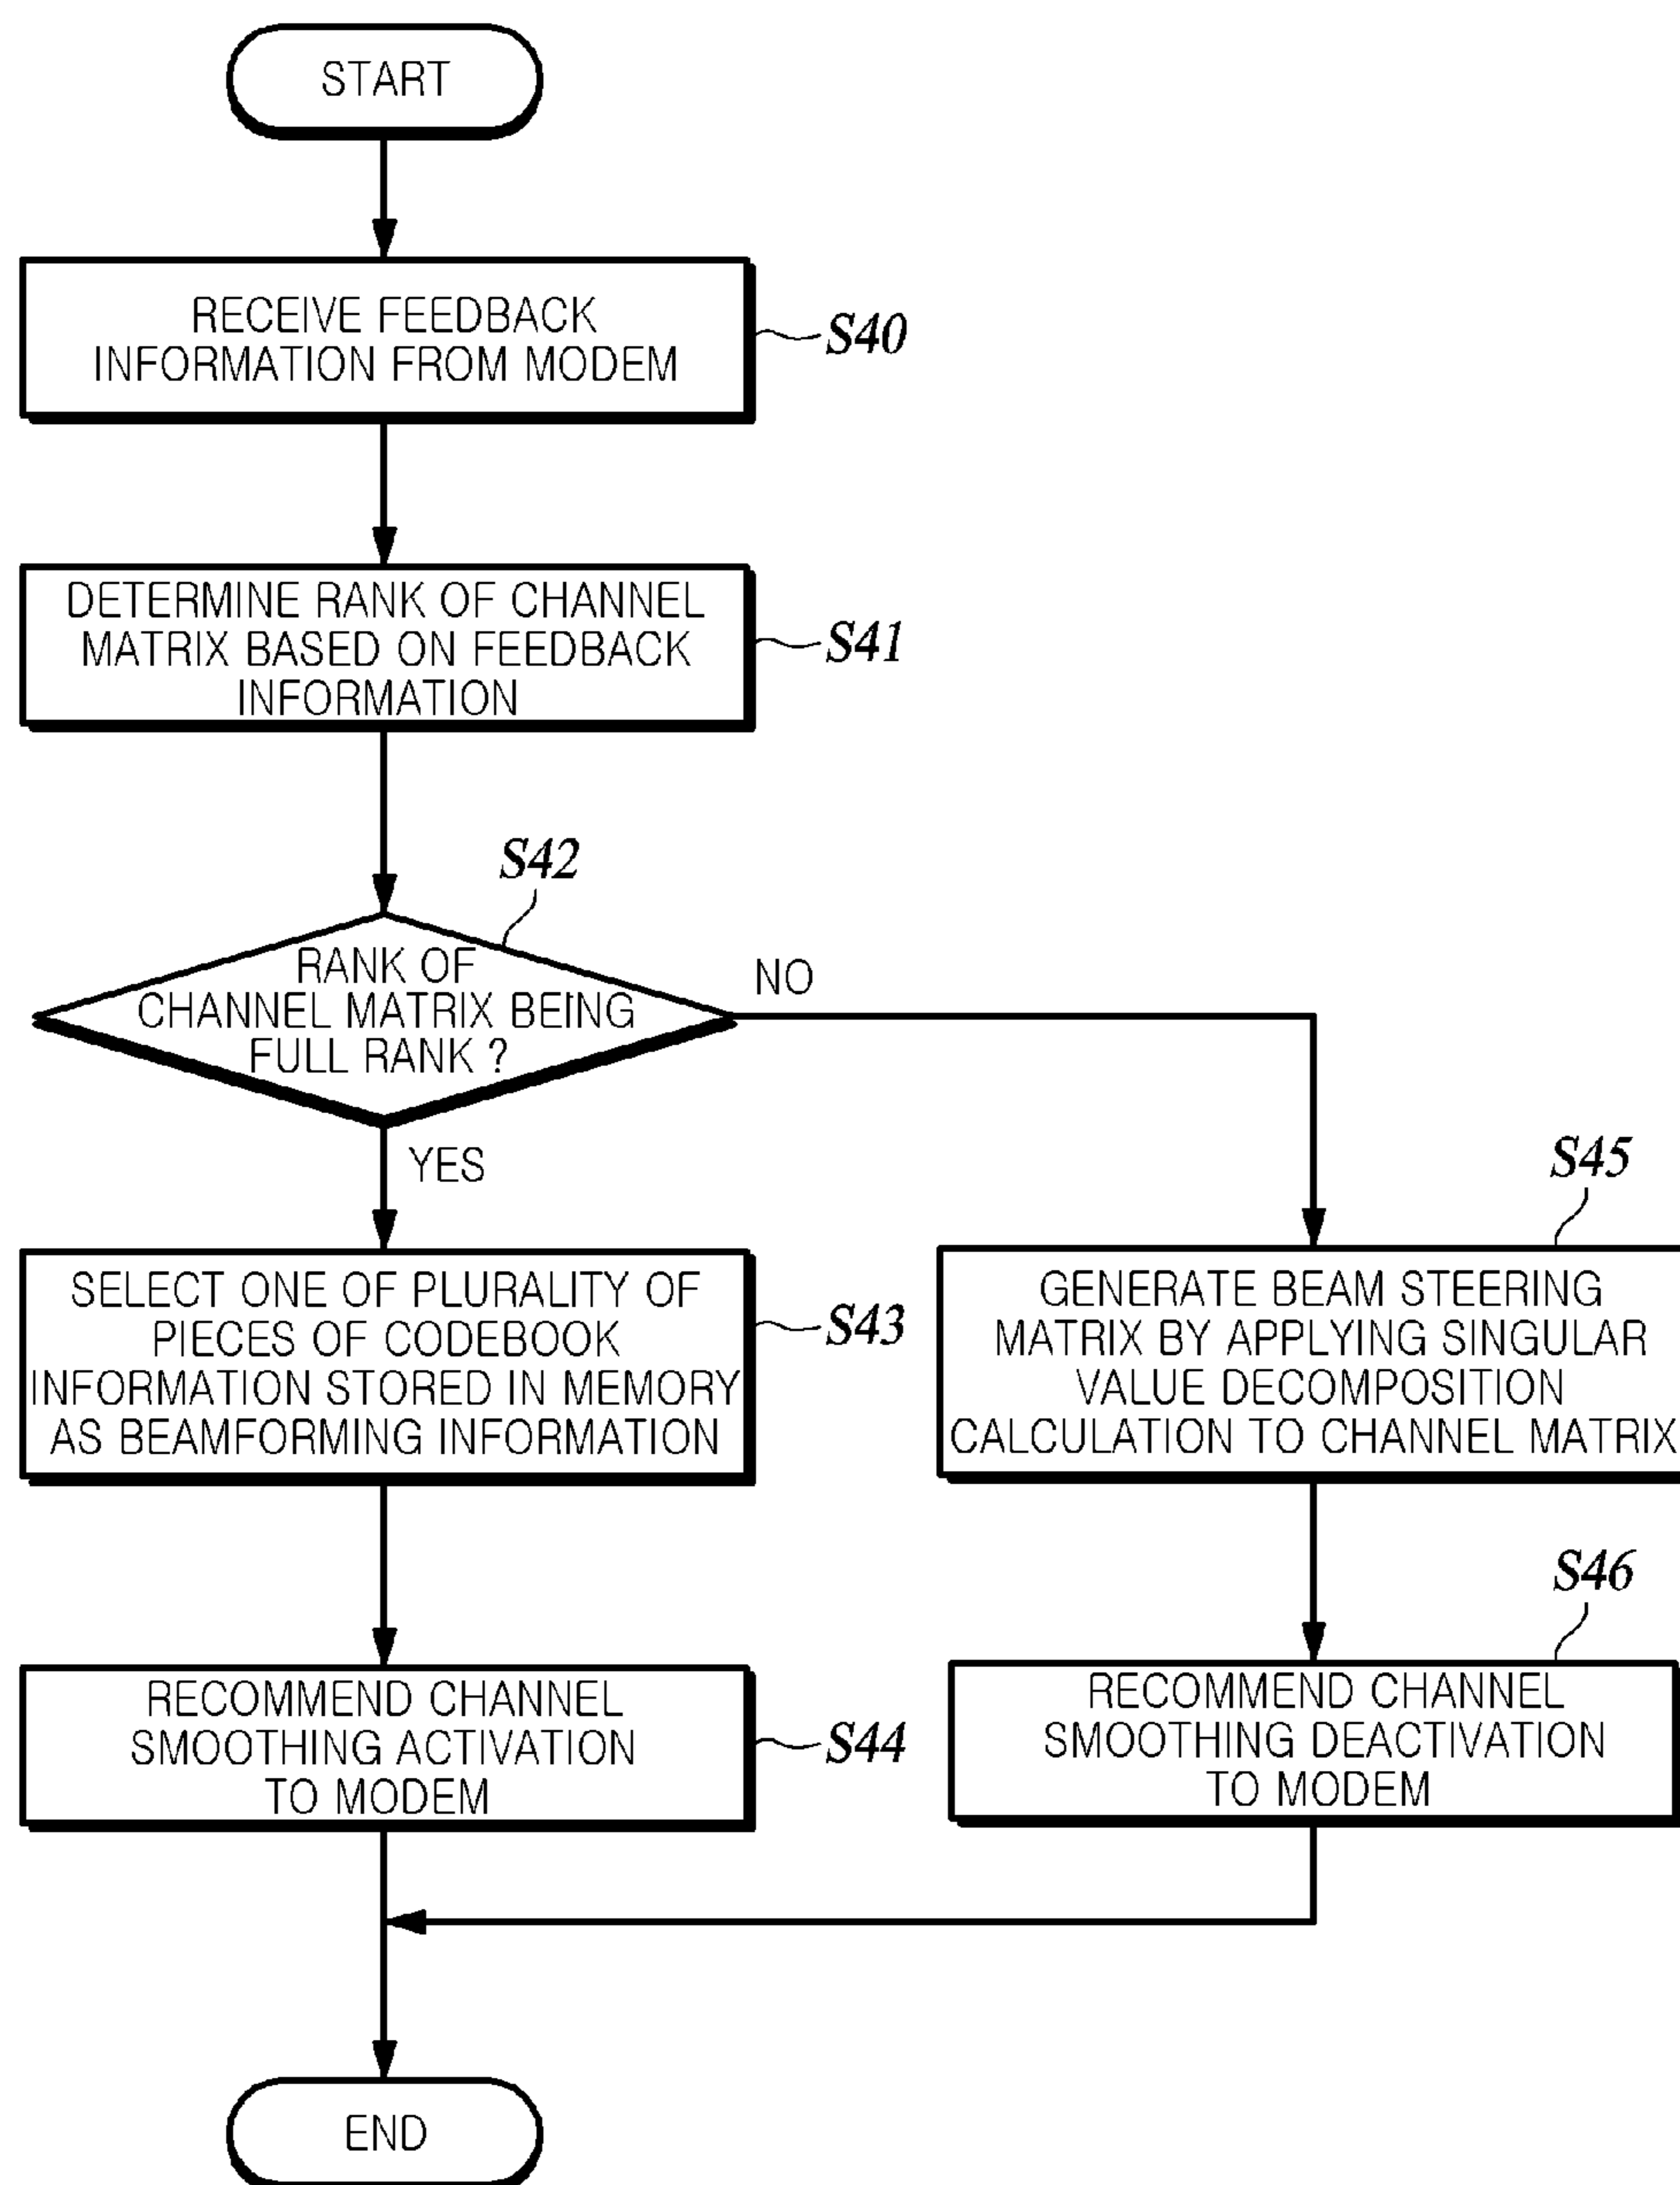 START
RECEIVE FEEDBACK
INFORMATION FROM MODEM
S40
DETERMINE RANK OF CHANNEL
MATRIX BASED ON FEEDBACK
INFORMATION
S41
S42
RANK OF
CHANNEL MATRIX BEING
FULL RANK ?
NO
YES
SELECT ONE OF PLURALITY OF
PIECES OF CODEBOOK
INFORMATION STORED IN MEMORY
AS BEAMFORMING INFORMATION
S43
S45
GENERATE BEAM STEERING
MATRIX BY APPLYING SINGULAR
VALUE DECOMPOSITION
CALCULATION TO CHANNEL MATRIX
RECOMMEND CHANNEL
SMOOTHING ACTIVATION
TO MODEM
S44
S46
RECOMMEND CHANNEL
SMOOTHING DEACTIVATION
TO MODEM
END